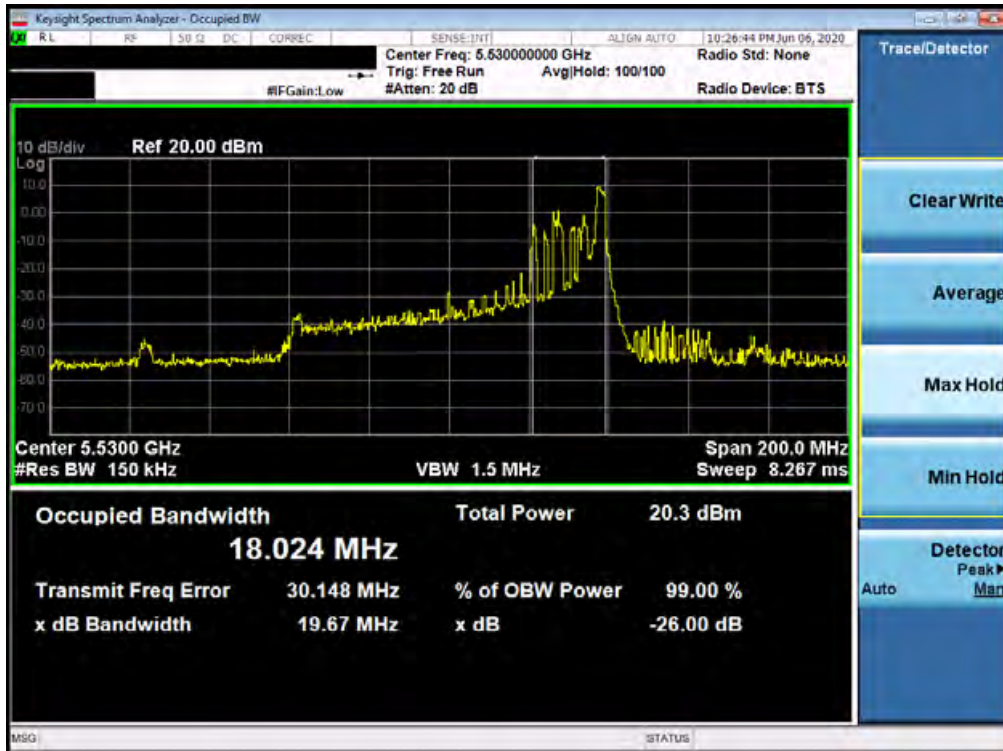 Keysight Spectrum Analyzer - Occupied BW
RL RF 50 Ω DC CORREC SENSE:INT ALIGN AUTO 10:26:44 PM Jun 06, 2020
Center Freq: 5.530000000 GHz Radio Std: None
Trig: Free Run Avg|Hold: 100/100
#IFGain:Low #Atten: 20 dB Radio Device: BTS
10 dB/div Ref 20.00 dBm
Log
10.0
0.00
-10.0
-20.0
-30.0
-40.0
-50.0
-60.0
-70.0
Center 5.5300 GHz Span 200.0 MHz
#Res BW 150 kHz VBW 1.5 MHz Sweep 8.267 ms
Occupied Bandwidth Total Power 20.3 dBm
18.024 MHz
Transmit Freq Error 30.148 MHz % of OBW Power 99.00 %
x dB Bandwidth 19.67 MHz x dB -26.00 dB
MSG STATUS
Trace/Detector
Clear Write
Average
Max Hold
Min Hold
Detector
Peak
Auto Man